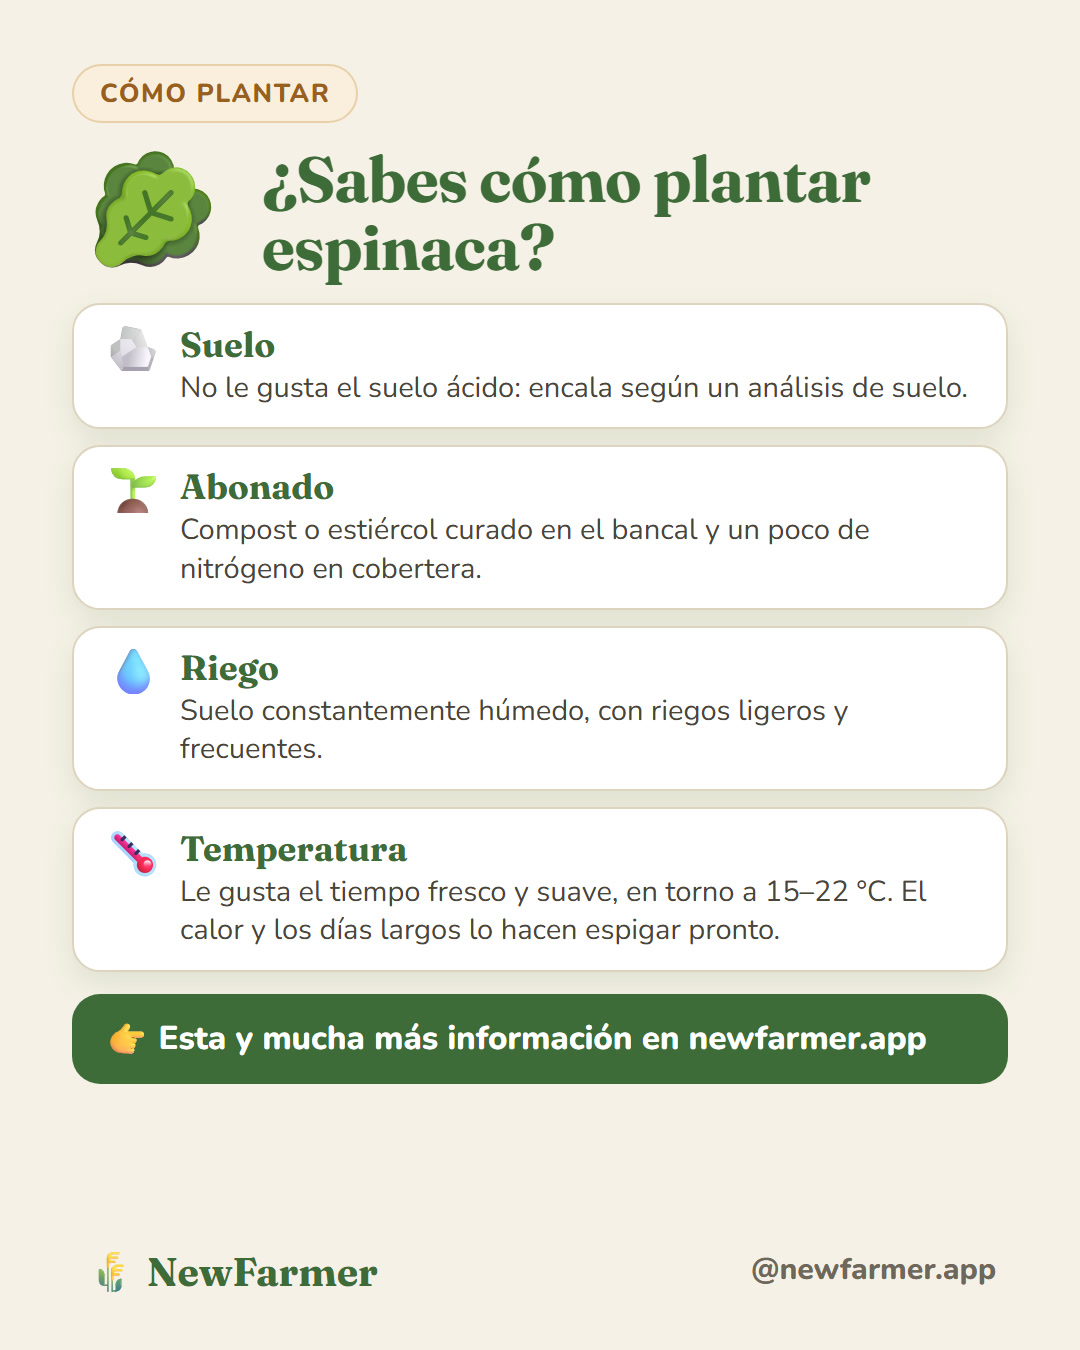 CÓMO PLANTAR
¿Sabes cómo plantar
espinaca?
Suelo
No le gusta el suelo ácido: encala según un análisis de suelo.
Abonado
Compost o estiércol curado en el bancal y un poco de
nitrógeno en cobertera.
Riego
Suelo constantemente húmedo, con riegos ligeros y
frecuentes.
Temperatura
Le gusta el tiempo fresco y suave, en torno a 15–22 °C. El
calor y los días largos lo hacen espigar pronto.
Esta y mucha más información en newfarmer.app
NewFarmer
@newfarmer.app